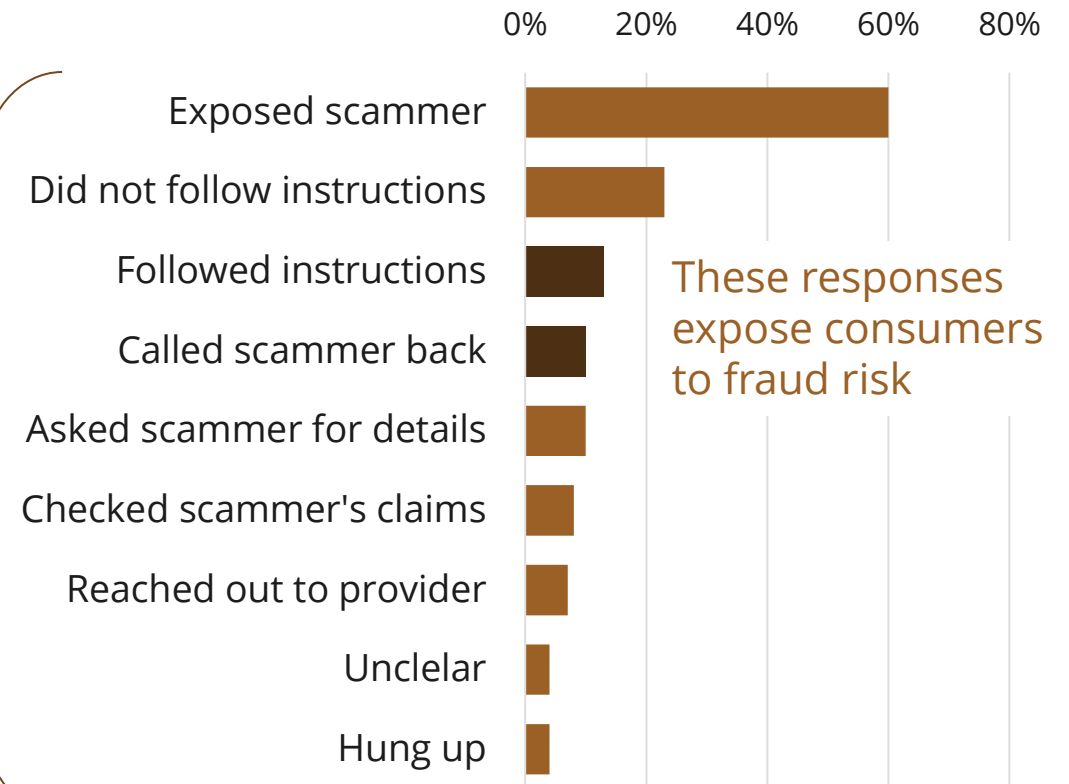 0% 20% 40% 60% 80%
Exposed scammer
Did not follow instructions
Followed instructions
These responses
expose consumers
to fraud risk
Called scammer back
Asked scammer for details
Checked scammer's claims
Reached out to provider
Unclelar
Hung up